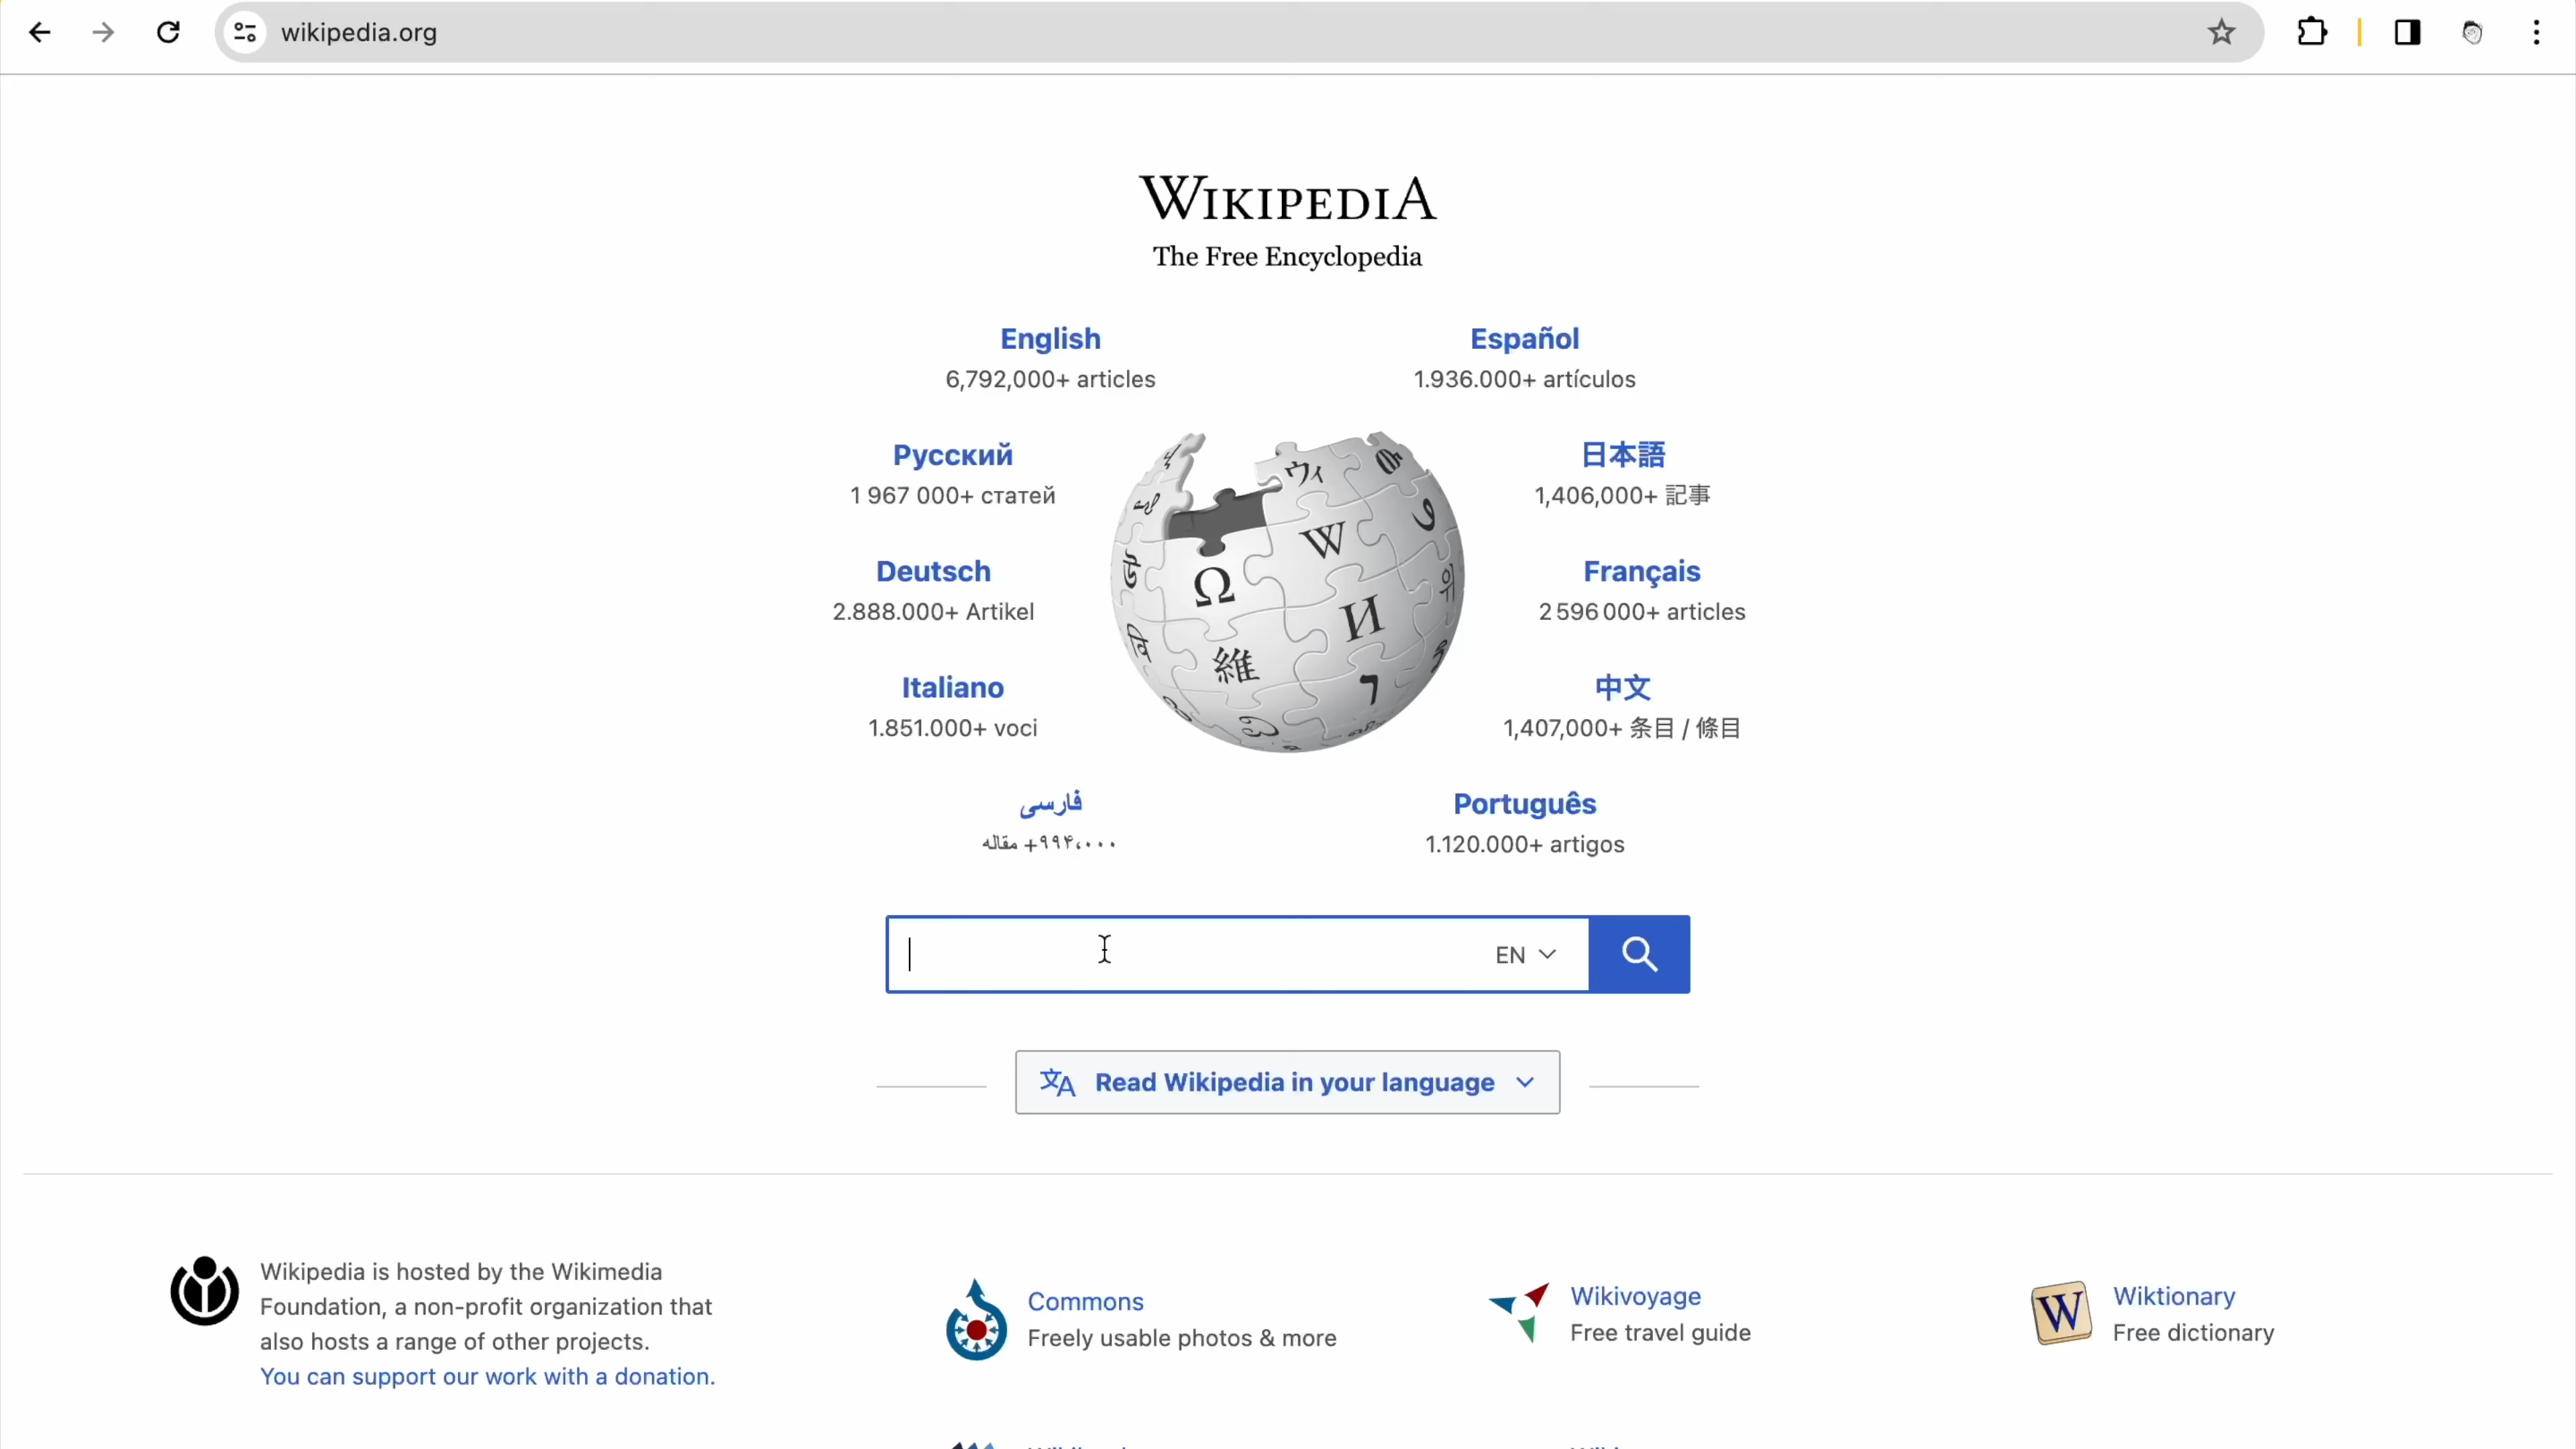 wikipedia.org
WIKIPEDIA
The Free Encyclopedia
English
6,792,000+ articles
Español
1.936.000+ artículos
Русский
1 967 000+ статей
日本語
1,406,000+ 記事
Deutsch
2.888.000+ Artikel
Français
2 596 000+ articles
Italiano
1.851.000+ voci
中文
1,407,000+ 条目 / 條目
فارسی
۹۹۴٬۰۰۰+ مقاله
Português
1.120.000+ artigos
Ω
W
И
維
ウィ
EN
Read Wikipedia in your language
Wikipedia is hosted by the Wikimedia
Foundation, a non-profit organization that
also hosts a range of other projects.
You can support our work with a donation.
Commons
Freely usable photos & more
Wikivoyage
Free travel guide
W
Wiktionary
Free dictionary